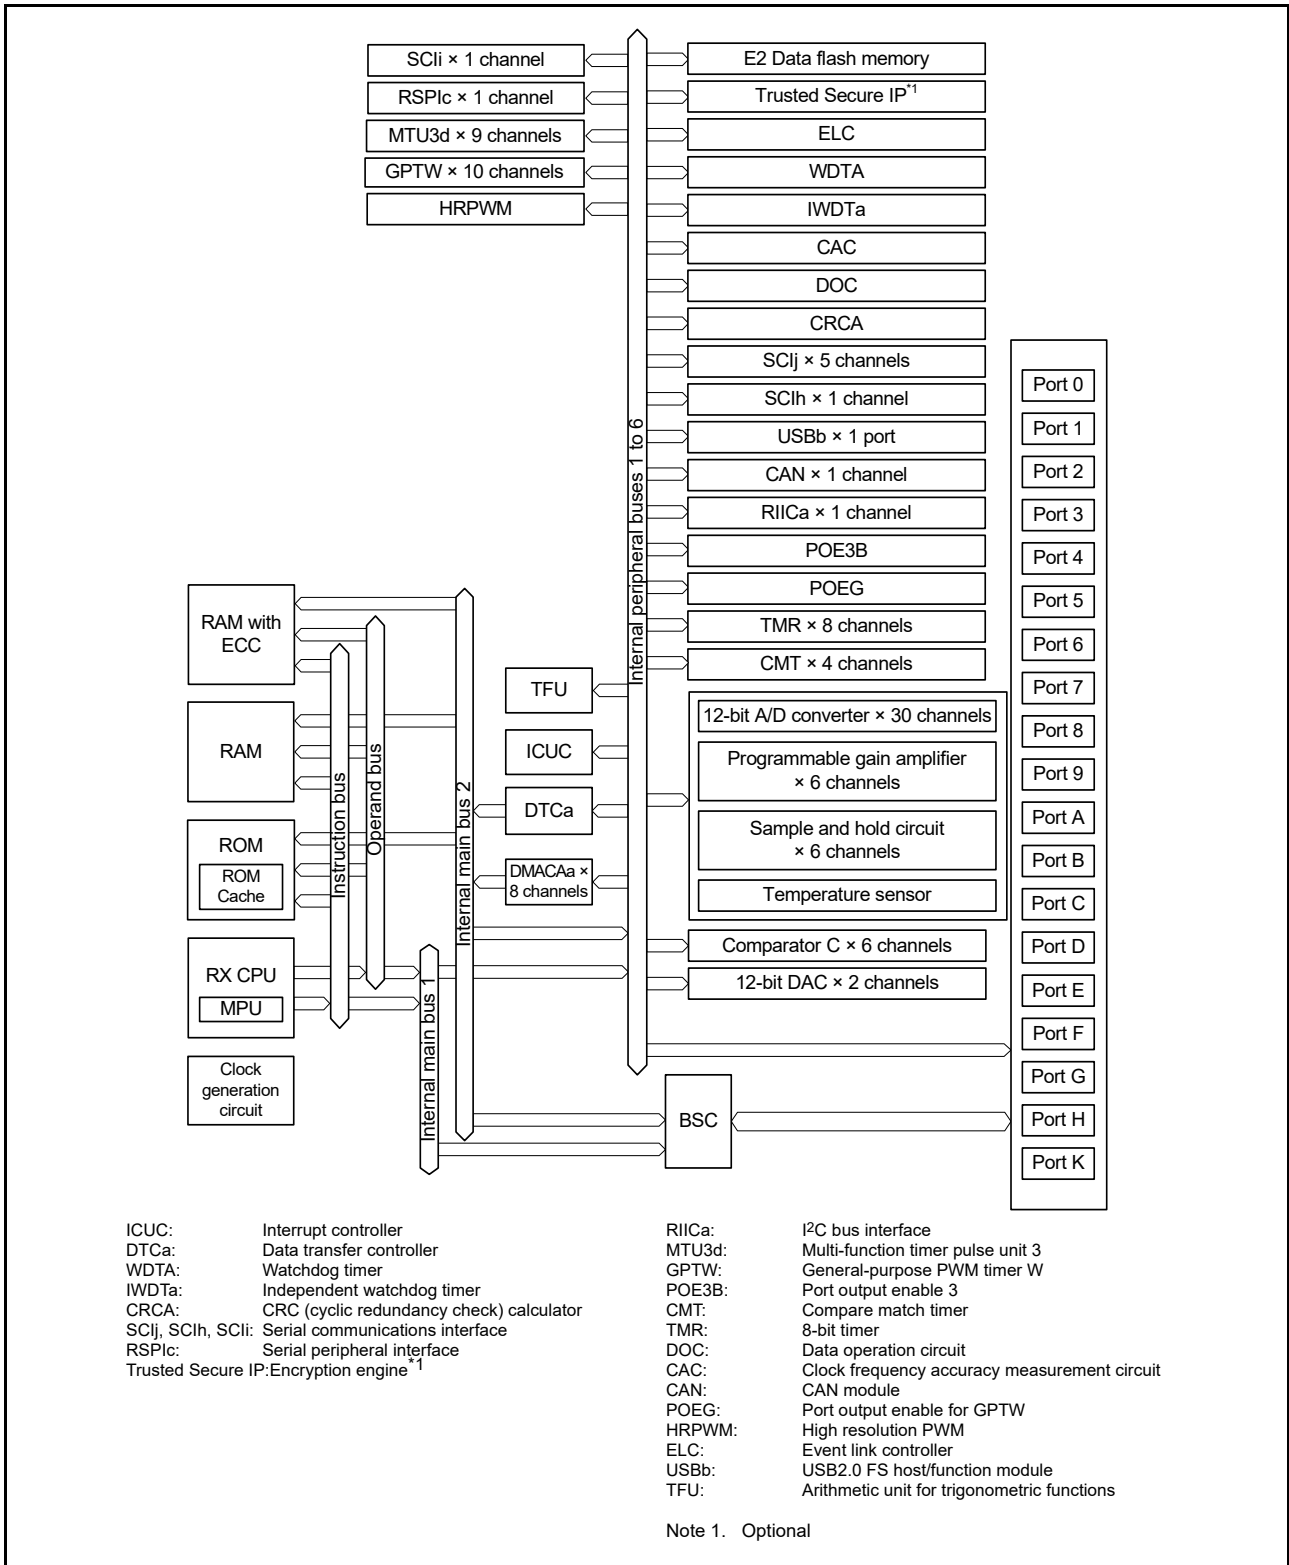 SCIi × 1 channel
RSPIc × 1 channel
MTU3d × 9 channels
GPTW × 10 channels
HRPWM
E2 Data flash memory
Trusted Secure IP*1
ELC
WDTA
IWDTa
CAC
DOC
CRCA
SCIj × 5 channels
SCIh × 1 channel
USBb × 1 port
CAN × 1 channel
RIICa × 1 channel
POE3B
POEG
TMR × 8 channels
CMT × 4 channels
12-bit A/D converter × 30 channels
Programmable gain amplifier
× 6 channels
Sample and hold circuit
× 6 channels
Temperature sensor
Comparator C × 6 channels
12-bit DAC × 2 channels
Internal peripheral buses 1 to 6
Port 0
Port 1
Port 2
Port 3
Port 4
Port 5
Port 6
Port 7
Port 8
Port 9
Port A
Port B
Port C
Port D
Port E
Port F
Port G
Port H
Port K
RAM with
ECC
RAM
ROM
ROM
Cache
RX CPU
MPU
Clock
generation
circuit
Instruction bus
Operand bus
Internal main bus 1
Internal main bus 2
TFU
ICUC
DTCa
DMACAa ×
8 channels
BSC
ICUC: Interrupt controller
DTCa: Data transfer controller
WDTA: Watchdog timer
IWDTa: Independent watchdog timer
CRCA: CRC (cyclic redundancy check) calculator
SCIj, SCIh, SCIi: Serial communications interface
RSPIc: Serial peripheral interface
Trusted Secure IP:Encryption engine*1
RIICa: I2C bus interface
MTU3d: Multi-function timer pulse unit 3
GPTW: General-purpose PWM timer W
POE3B: Port output enable 3
CMT: Compare match timer
TMR: 8-bit timer
DOC: Data operation circuit
CAC: Clock frequency accuracy measurement circuit
CAN: CAN module
POEG: Port output enable for GPTW
HRPWM: High resolution PWM
ELC: Event link controller
USBb: USB2.0 FS host/function module
TFU: Arithmetic unit for trigonometric functions
Note 1. Optional